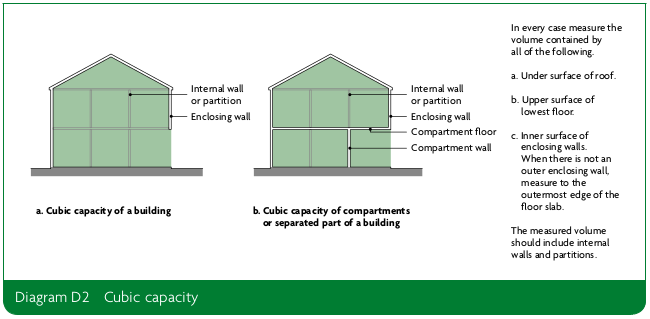 Internal wall
or partition
Enclosing wall
a. Cubic capacity of a building
Internal wall
or partition
Enclosing wall
Compartment floor
Compartment wall
b. Cubic capacity of compartments
or separated part of a building
In every case measure the
volume contained by
all of the following.
a. Under surface of roof.
b. Upper surface of
lowest floor.
c. Inner surface of
enclosing walls.
When there is not an
outer enclosing wall,
measure to the
outermost edge of the
floor slab.
The measured volume
should include internal
walls and partitions.
Diagram D2 Cubic capacity